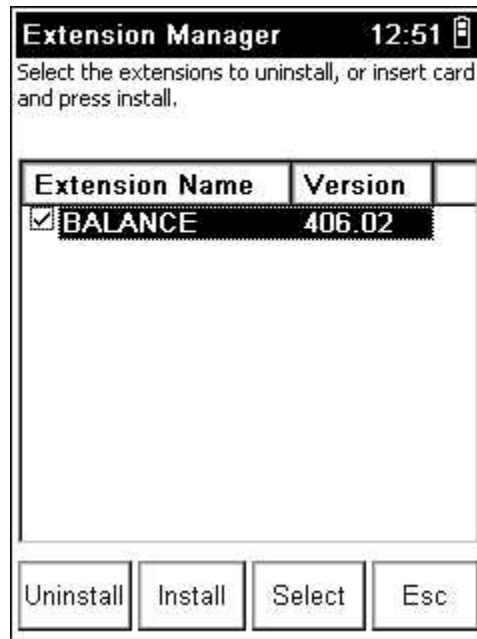 Extension Manager 12:51
Select the extensions to uninstall, or insert card
and press install.
Extension Name Version
BALANCE 406.02
Uninstall Install Select Esc